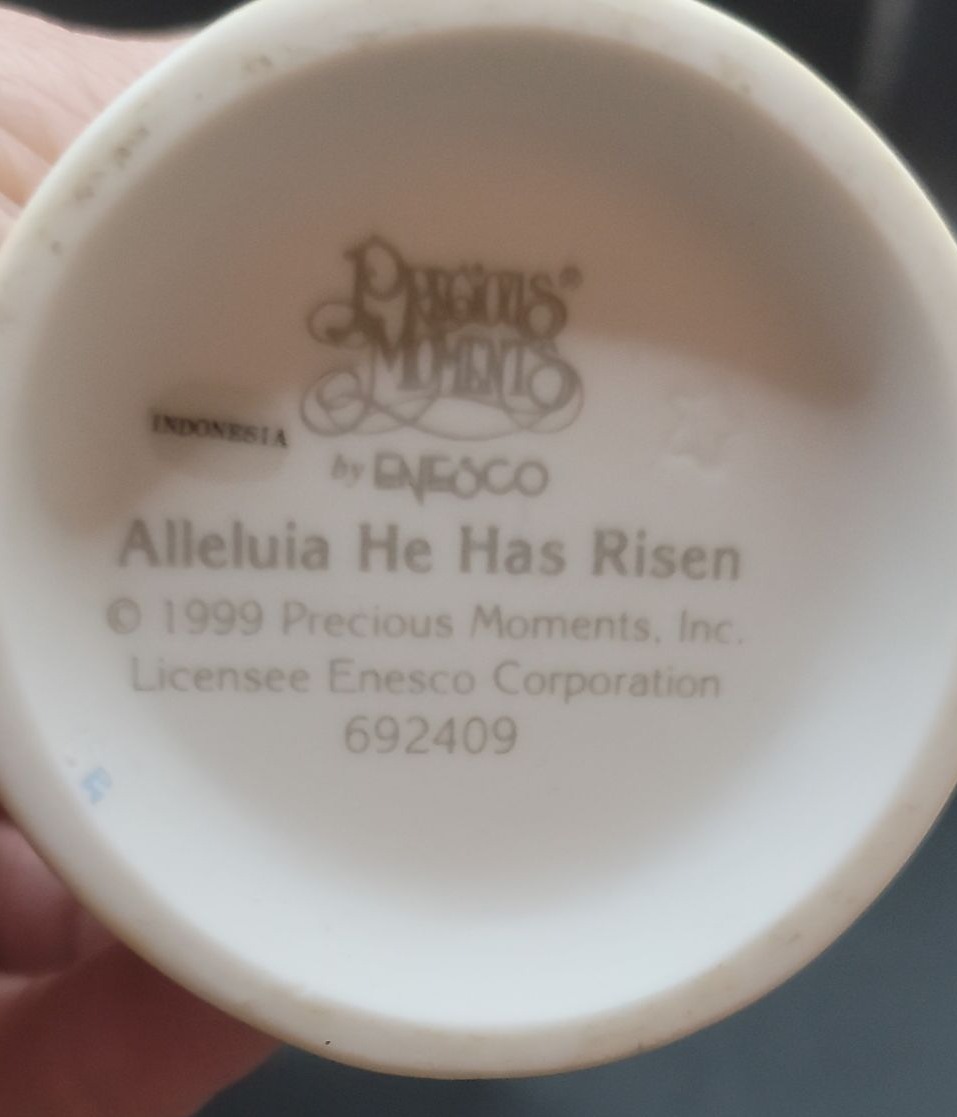 PRECIOUS®
MOMENTS
INDONESIA
by ENESCO
Alleluia He Has Risen
© 1999 Precious Moments, Inc.
Licensee Enesco Corporation
692409